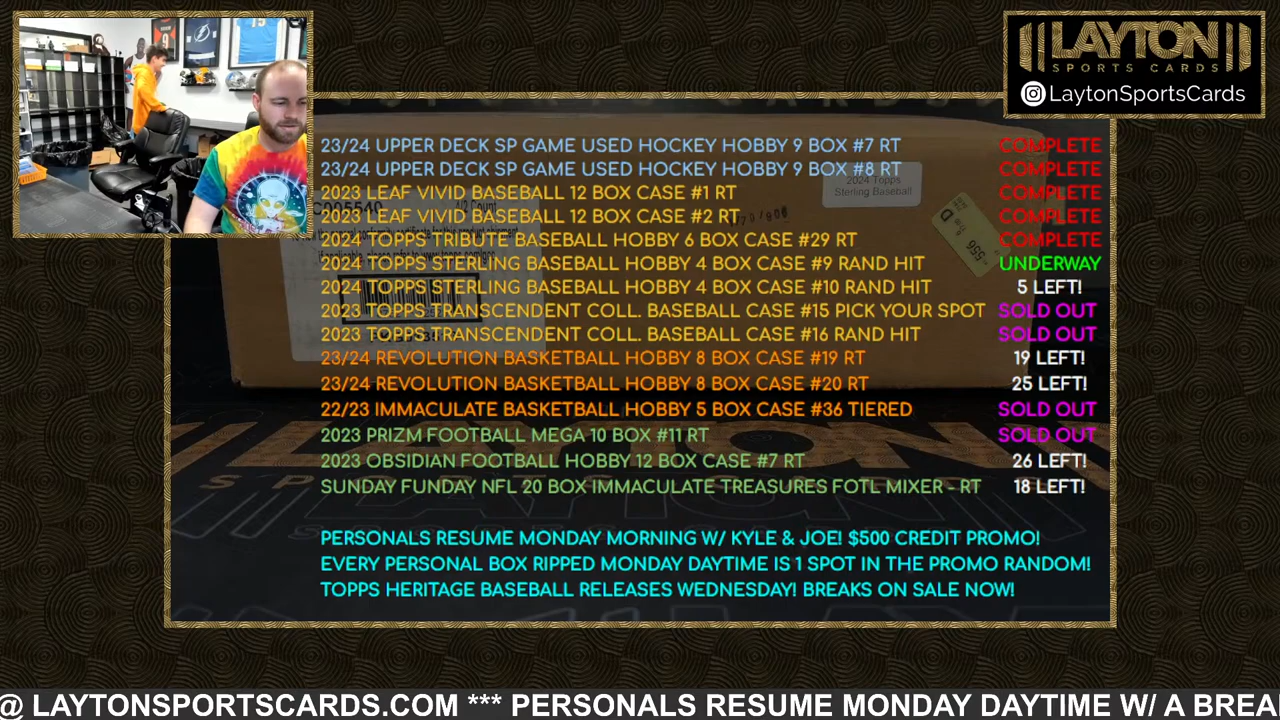 LAYTON
SPORTS CARDS
LaytonSportsCards
23/24 UPPER DECK SP GAME USED HOCKEY HOBBY 9 BOX #7 RT COMPLETE
23/24 UPPER DECK SP GAME USED HOCKEY HOBBY 9 BOX #8 RT COMPLETE
2023 LEAF VIVID BASEBALL 12 BOX CASE #1 RT COMPLETE
2023 LEAF VIVID BASEBALL 12 BOX CASE #2 RT COMPLETE
2024 TOPPS TRIBUTE BASEBALL HOBBY 6 BOX CASE #29 RT COMPLETE
2024 TOPPS STERLING BASEBALL HOBBY 4 BOX CASE #9 RAND HIT UNDERWAY
2024 TOPPS STERLING BASEBALL HOBBY 4 BOX CASE #10 RAND HIT 5 LEFT!
2023 TOPPS TRANSCENDENT COLL. BASEBALL CASE #15 PICK YOUR SPOT SOLD OUT
2023 TOPPS TRANSCENDENT COLL. BASEBALL CASE #16 RAND HIT SOLD OUT
23/24 REVOLUTION BASKETBALL HOBBY 8 BOX CASE #19 RT 19 LEFT!
23/24 REVOLUTION BASKETBALL HOBBY 8 BOX CASE #20 RT 25 LEFT!
22/23 IMMACULATE BASKETBALL HOBBY 5 BOX CASE #36 TIERED SOLD OUT
2023 PRIZM FOOTBALL MEGA 10 BOX #11 RT SOLD OUT
2023 OBSIDIAN FOOTBALL HOBBY 12 BOX CASE #7 RT 26 LEFT!
SUNDAY FUNDAY NFL 20 BOX IMMACULATE TREASURES FOTL MIXER - RT 18 LEFT!
PERSONALS RESUME MONDAY MORNING W/ KYLE & JOE! $500 CREDIT PROMO!
EVERY PERSONAL BOX RIPPED MONDAY DAYTIME IS 1 SPOT IN THE PROMO RANDOM!
TOPPS HERITAGE BASEBALL RELEASES WEDNESDAY! BREAKS ON SALE NOW!
2024 Topps
Sterling Baseball
@ LAYTONSPORTSCARDS.COM *** PERSONALS RESUME MONDAY DAYTIME W/ A BREA